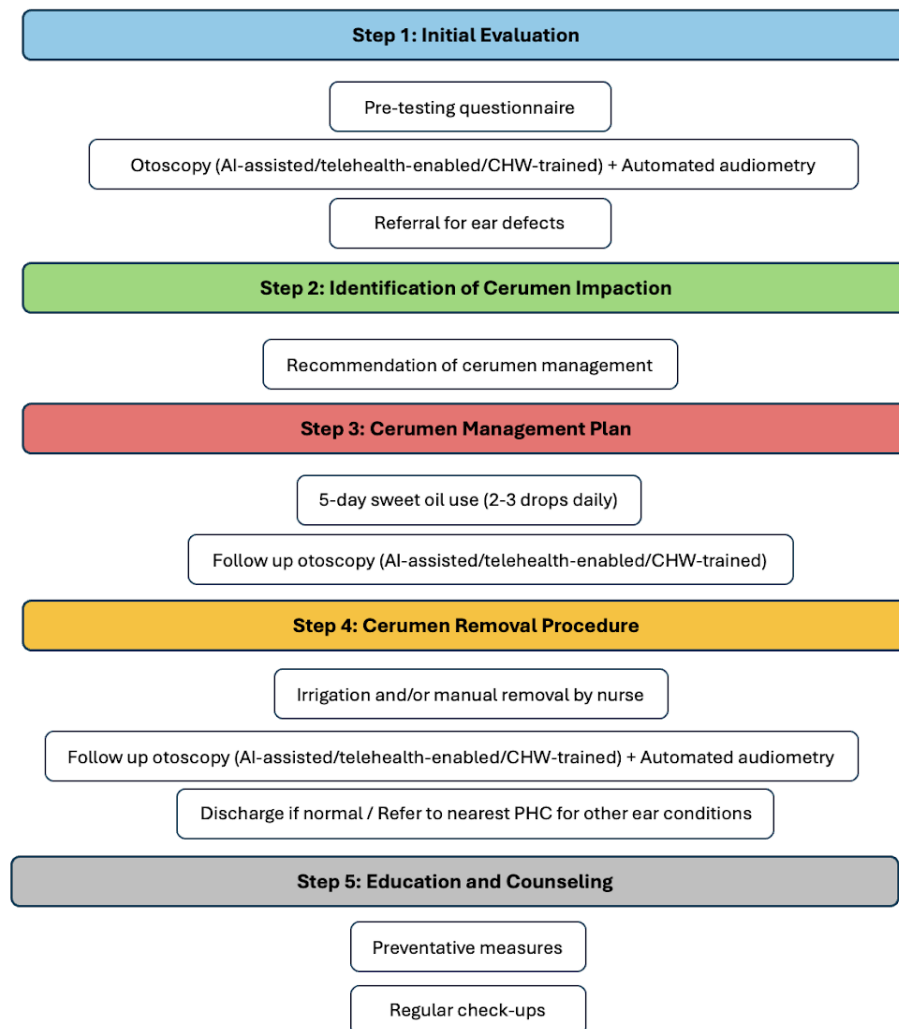 Step 1: Initial Evaluation
Pre-testing questionnaire
Otoscopy (AI-assisted/telehealth-enabled/CHW-trained) + Automated audiometry
Referral for ear defects
Step 2: Identification of Cerumen Impaction
Recommendation of cerumen management
Step 3: Cerumen Management Plan
5-day sweet oil use (2-3 drops daily)
Follow up otoscopy (AI-assisted/telehealth-enabled/CHW-trained)
Step 4: Cerumen Removal Procedure
Irrigation and/or manual removal by nurse
Follow up otoscopy (AI-assisted/telehealth-enabled/CHW-trained) + Automated audiometry
Discharge if normal / Refer to nearest PHC for other ear conditions
Step 5: Education and Counseling
Preventative measures
Regular check-ups